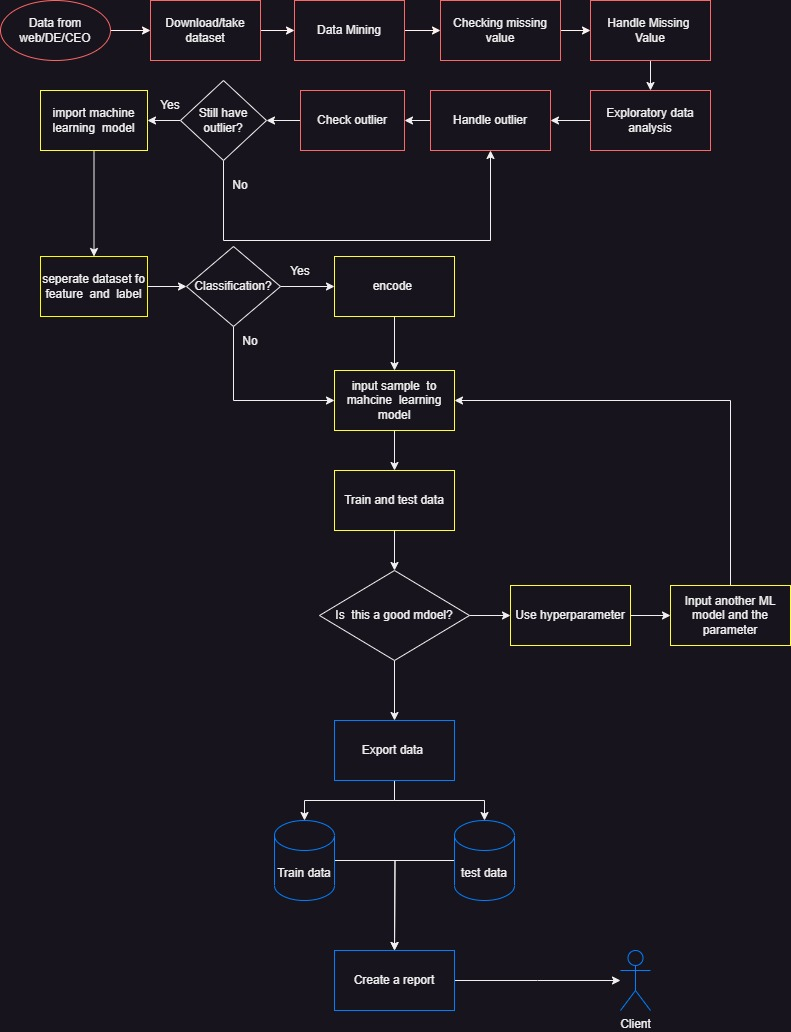 Data from
web/DE/CEO
Download/take
dataset
Data Mining
Checking missing
value
Handle Missing
Value
import machine
learning model
Yes
Still have
outlier?
Check outlier
Handle outlier
Exploratory data
analysis
No
seperate dataset fo
feature and label
Classification?
Yes
encode
No
input sample to
mahcine learning
model
Train and test data
Is this a good mdoel?
Use hyperparameter
Input another ML
model and the
parameter
Export data
Train data
test data
Create a report
Client